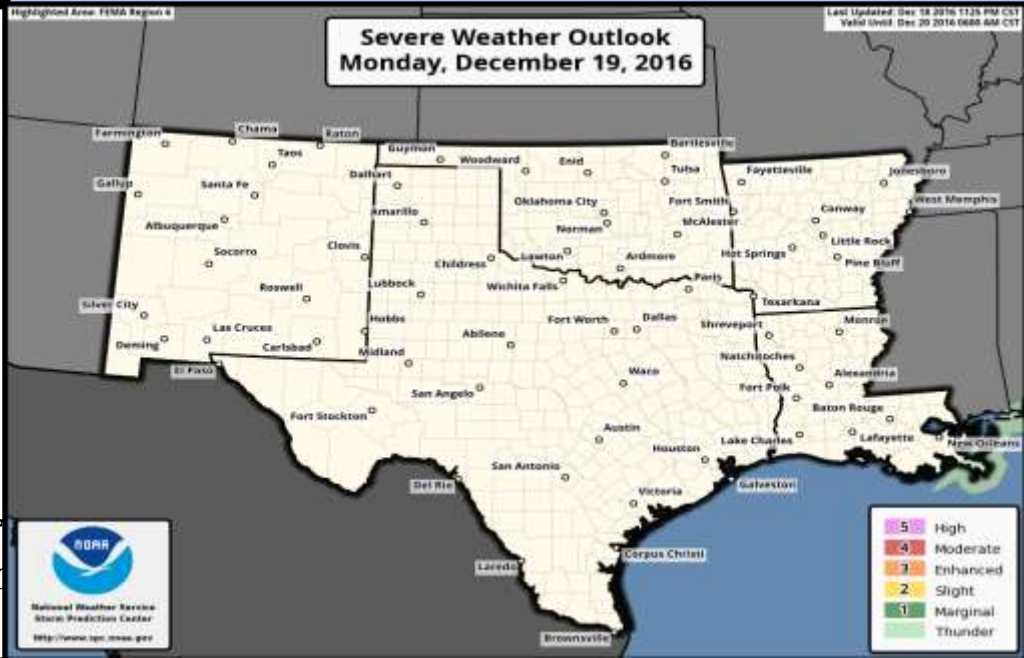 Highlighted Area: FEMA Region 6
Last Updated: Dec 18 2016 1125 PM CST
Valid Until: Dec 20 2016 0600 AM CST
Severe Weather Outlook
Monday, December 19, 2016
Farmington
Chama
Raton
Taos
Guymon
Woodward
Enid
Bartlesville
Tulsa
Fayetteville
Jonesboro
Gallup
Santa Fe
Dalhart
Oklahoma City
Fort Smith
Conway
West Memphis
Albuquerque
Amarillo
Norman
McAlester
Little Rock
Socorro
Clovis
Childress
Lawton
Ardmore
Hot Springs
Pine Bluff
Roswell
Lubbock
Wichita Falls
Paris
Texarkana
Silver City
Las Cruces
Hobbs
Abilene
Fort Worth
Dallas
Shreveport
Monroe
Deming
Carlsbad
Midland
Natchitoches
El Paso
San Angelo
Waco
Alexandria
Fort Polk
Fort Stockton
Baton Rouge
Austin
Houston
Lake Charles
Lafayette
New Orleans
San Antonio
Del Rio
Victoria
Galveston
Corpus Christi
Laredo
Brownsville
NOAA
National Weather Service
Storm Prediction Center
http://www.spc.noaa.gov
5 High
4 Moderate
3 Enhanced
2 Slight
1 Marginal
Thunder